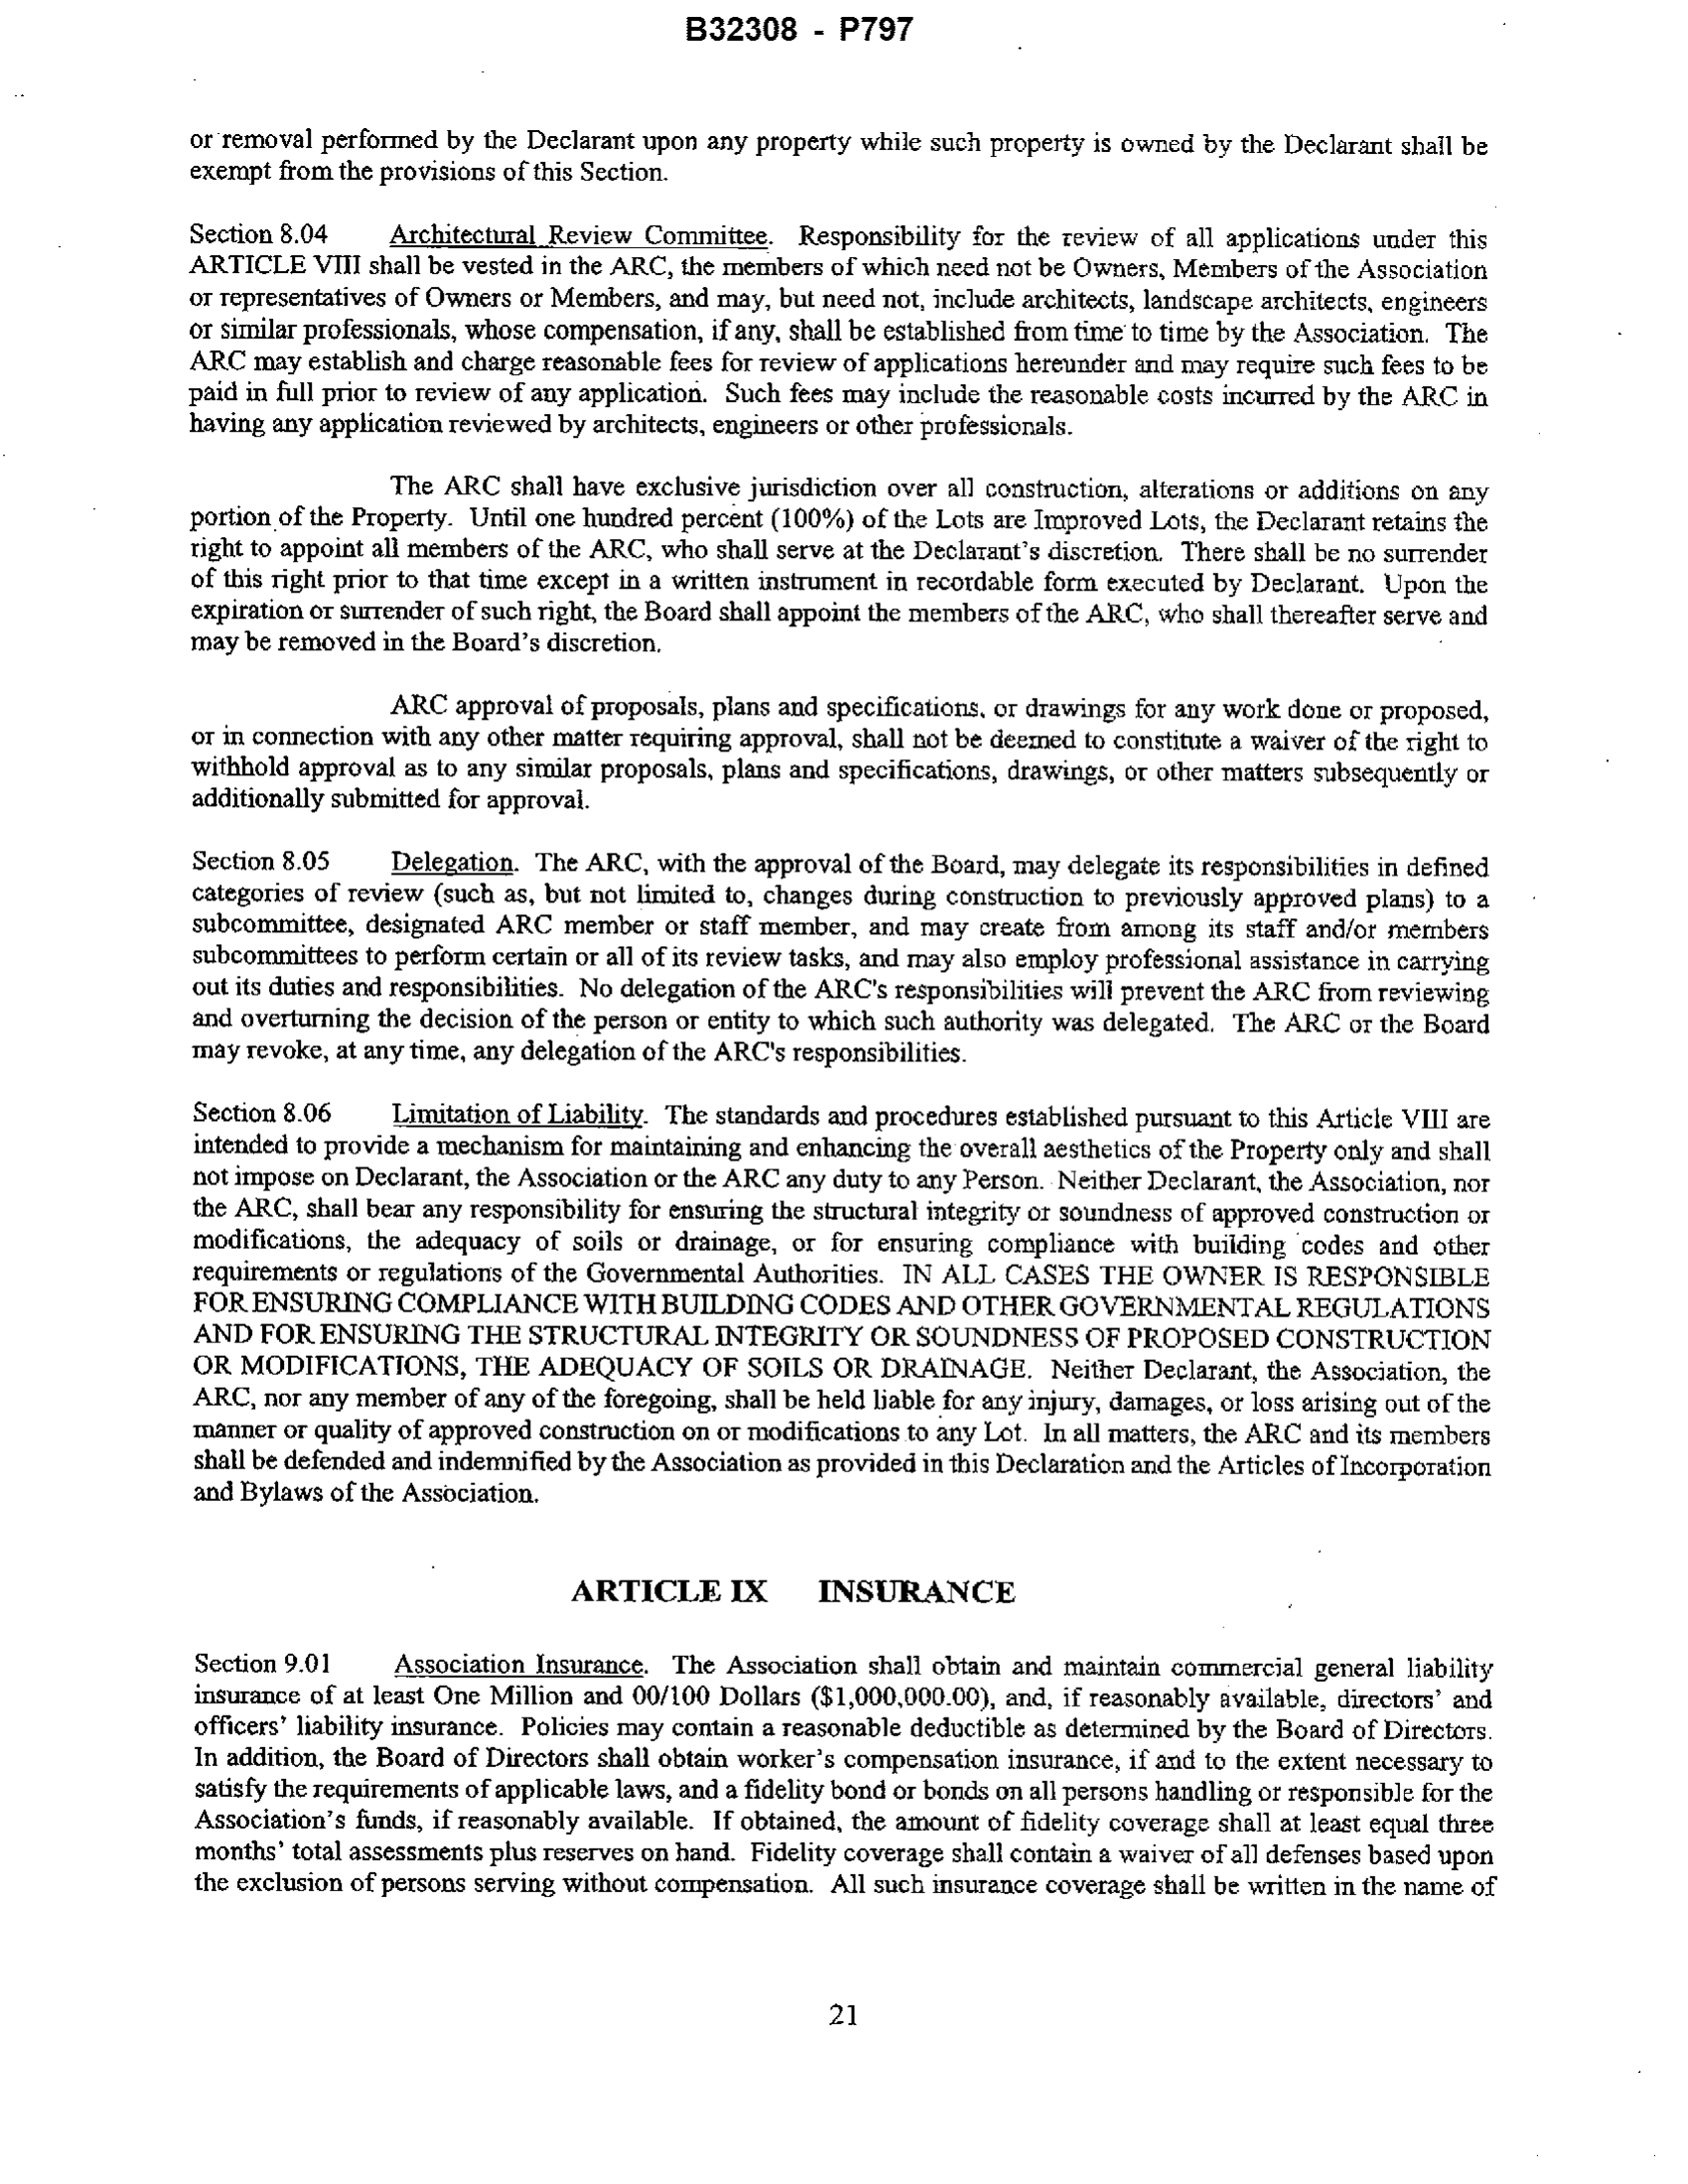 B32308 - P797
or removal performed by the Declarant upon any property while such property is owned by the Declarant shall be
exempt from the provisions of this Section.
Section 8.04 Architectural Review Committee. Responsibility for the review of all applications under this
ARTICLE VIII shall be vested in the ARC, the members of which need not be Owners, Members of the Association
or representatives of Owners or Members, and may, but need not, include architects, landscape architects, engineers
or similar professionals, whose compensation, if any, shall be established from time to time by the Association. The
ARC may establish and charge reasonable fees for review of applications hereunder and may require such fees to be
paid in full prior to review of any application. Such fees may include the reasonable costs incurred by the ARC in
having any application reviewed by architects, engineers or other professionals.
The ARC shall have exclusive jurisdiction over all construction, alterations or additions on any
portion of the Property. Until one hundred percent (100%) of the Lots are Improved Lots, the Declarant retains the
right to appoint all members of the ARC, who shall serve at the Declarant's discretion. There shall be no surrender
of this right prior to that time except in a written instrument in recordable form executed by Declarant. Upon the
expiration or surrender of such right, the Board shall appoint the members of the ARC, who shall thereafter serve and
may be removed in the Board's discretion.
ARC approval of proposals, plans and specifications, or drawings for any work done or proposed,
or in connection with any other matter requiring approval, shall not be deemed to constitute a waiver of the right to
withhold approval as to any similar proposals, plans and specifications, drawings, or other matters subsequently or
additionally submitted for approval.
Section 8.05 Delegation. The ARC, with the approval of the Board, may delegate its responsibilities in defined
categories of review (such as, but not limited to, changes during construction to previously approved plans) to a
subcommittee, designated ARC member or staff member, and may create from among its staff and/or members
subcommittees to perform certain or all of its review tasks, and may also employ professional assistance in carrying
out its duties and responsibilities. No delegation of the ARC's responsibilities will prevent the ARC from reviewing
and overturning the decision of the person or entity to which such authority was delegated. The ARC or the Board
may revoke, at any time, any delegation of the ARC's responsibilities.
Section 8.06 Limitation of Liability. The standards and procedures established pursuant to this Article VIII are
intended to provide a mechanism for maintaining and enhancing the overall aesthetics of the Property only and shall
not impose on Declarant, the Association or the ARC any duty to any Person. Neither Declarant, the Association, nor
the ARC, shall bear any responsibility for ensuring the structural integrity or soundness of approved construction or
modifications, the adequacy of soils or drainage, or for ensuring compliance with building codes and other
requirements or regulations of the Governmental Authorities. IN ALL CASES THE OWNER IS RESPONSIBLE
FOR ENSURING COMPLIANCE WITH BUILDING CODES AND OTHER GOVERNMENTAL REGULATIONS
AND FOR ENSURING THE STRUCTURAL INTEGRITY OR SOUNDNESS OF PROPOSED CONSTRUCTION
OR MODIFICATIONS, THE ADEQUACY OF SOILS OR DRAINAGE. Neither Declarant, the Association, the
ARC, nor any member of any of the foregoing, shall be held liable for any injury, damages, or loss arising out of the
manner or quality of approved construction on or modifications to any Lot. In all matters, the ARC and its members
shall be defended and indemnified by the Association as provided in this Declaration and the Articles of Incorporation
and Bylaws of the Association.
ARTICLE IX INSURANCE
Section 9.01 Association Insurance. The Association shall obtain and maintain commercial general liability
insurance of at least One Million and 00/100 Dollars ($1,000,000.00), and, if reasonably available, directors' and
officers' liability insurance. Policies may contain a reasonable deductible as determined by the Board of Directors.
In addition, the Board of Directors shall obtain worker's compensation insurance, if and to the extent necessary to
satisfy the requirements of applicable laws, and a fidelity bond or bonds on all persons handling or responsible for the
Association's funds, if reasonably available. If obtained, the amount of fidelity coverage shall at least equal three
months' total assessments plus reserves on hand. Fidelity coverage shall contain a waiver of all defenses based upon
the exclusion of persons serving without compensation. All such insurance coverage shall be written in the name of
21